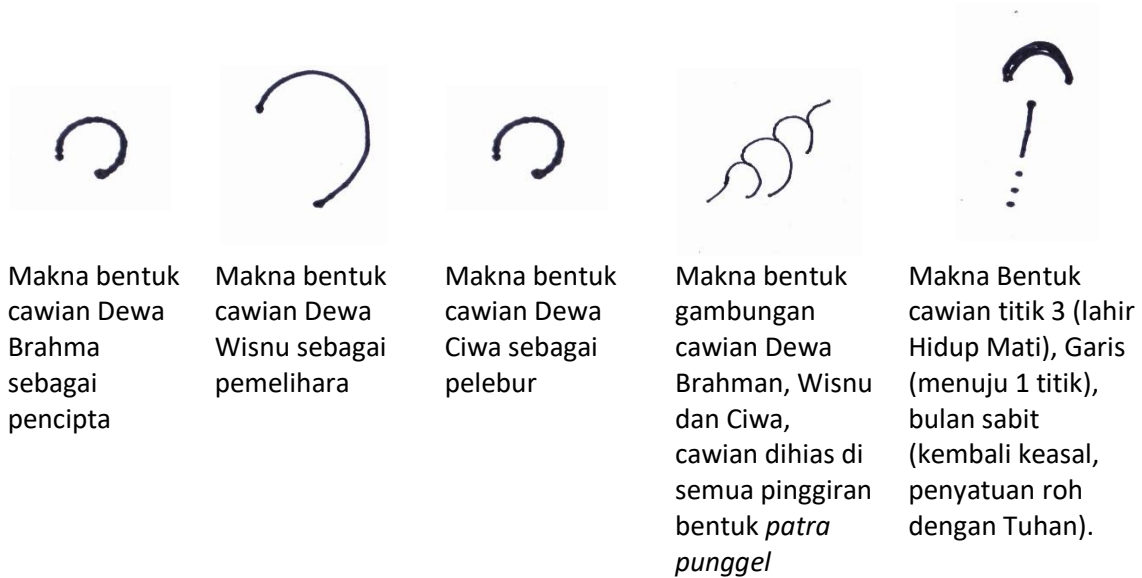 Makna bentuk
cawian Dewa
Brahma
sebagai
pencipta
Makna bentuk
cawian Dewa
Wisnu sebagai
pemelihara
Makna bentuk
cawian Dewa
Ciwa sebagai
pelebur
Makna bentuk
gambungan
cawian Dewa
Brahman, Wisnu
dan Ciwa,
cawian dihias di
semua pinggiran
bentuk patra
punggel
Makna Bentuk
cawian titik 3 (lahir
Hidup Mati), Garis
(menuju 1 titik),
bulan sabit
(kembali keasal,
penyatuan roh
dengan Tuhan).